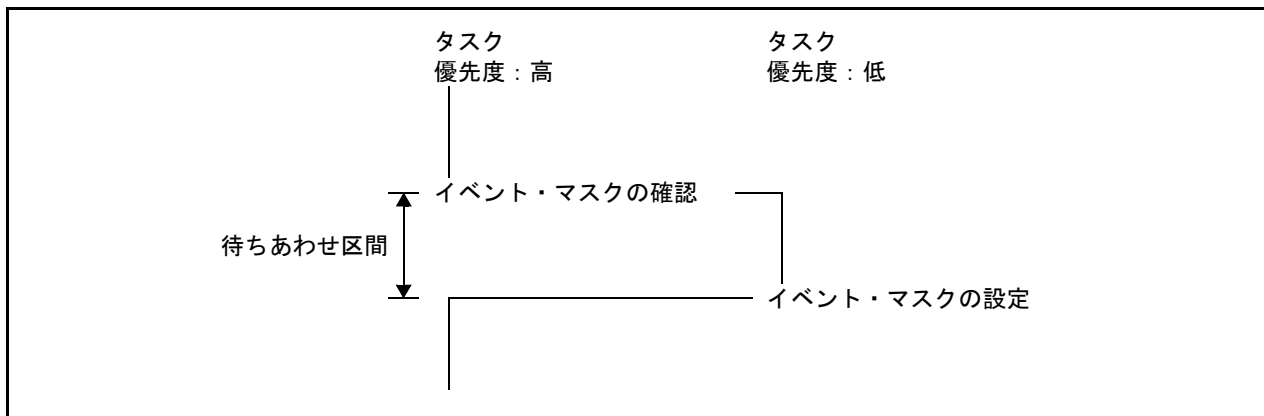 タスク
優先度：高
タスク
優先度：低
イベント・マスクの確認
待ちあわせ区間
イベント・マスクの設定